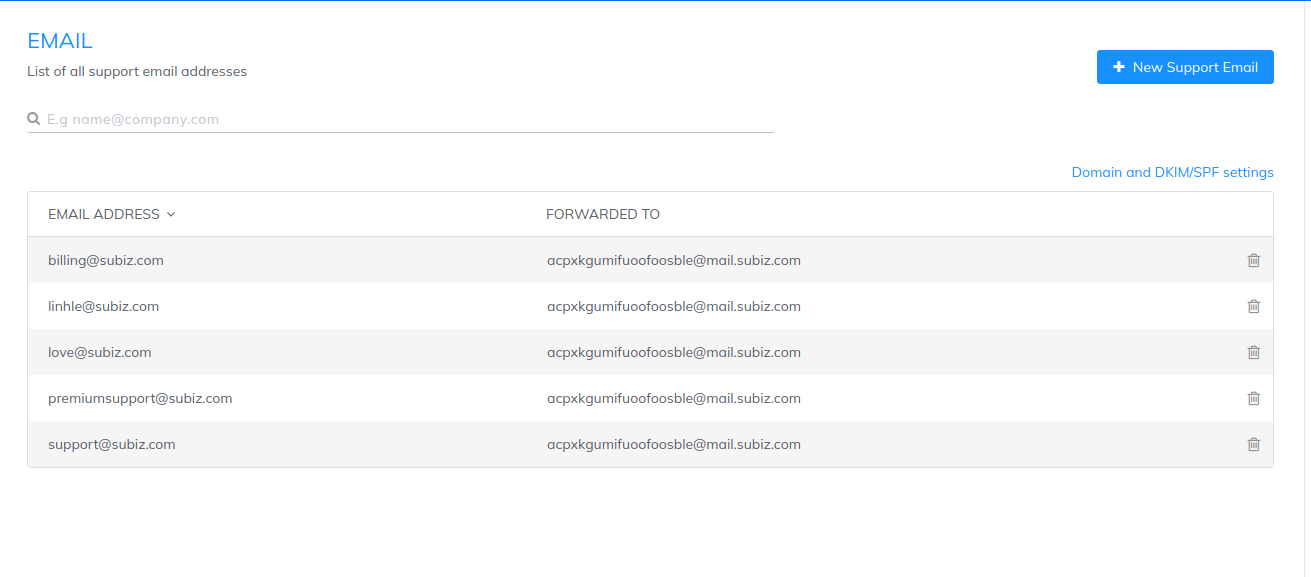 EMAIL
List of all support email addresses
New Support Email
E.g name@company.com
Domain and DKIM/SPF settings
EMAIL ADDRESS FORWARDED TO
billing@subiz.com acpxkgumifuoofoosble@mail.subiz.com
linhle@subiz.com acpxkgumifuoofoosble@mail.subiz.com
love@subiz.com acpxkgumifuoofoosble@mail.subiz.com
premiumsupport@subiz.com acpxkgumifuoofoosble@mail.subiz.com
support@subiz.com acpxkgumifuoofoosble@mail.subiz.com